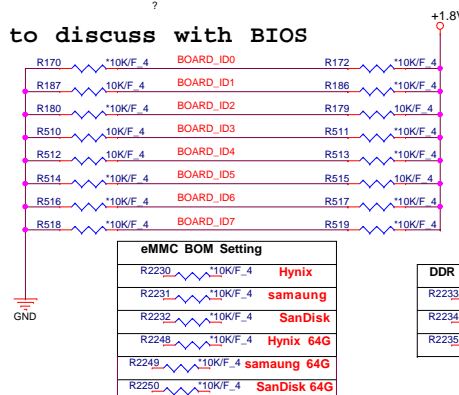 ?
to discuss with BIOS
+1.8V
R170 *10K/F_4 BOARD_ID0 R172 *10K/F_4
R187 10K/F_4 BOARD_ID1 R186 *10K/F_4
R180 *10K/F_4 BOARD_ID2 R179 10K/F_4
R510 *10K/F_4 BOARD_ID3 R511 *10K/F_4
R512 10K/F_4 BOARD_ID4 R513 *10K/F_4
R514 *10K/F_4 BOARD_ID5 R515 10K/F_4
R516 *10K/F_4 BOARD_ID6 R517 *10K/F_4
R518 *10K/F_4 BOARD_ID7 R519 *10K/F_4
GND
eMMC BOM Setting
R2230 *10K/F_4 Hynix
R2231 *10K/F_4 samaung
R2232 *10K/F_4 SanDisk
R2248 *10K/F_4 Hynix 64G
R2249 *10K/F_4 samaung 64G
R2250 *10K/F_4 SanDisk 64G
DDR
R2233
R2234
R2235